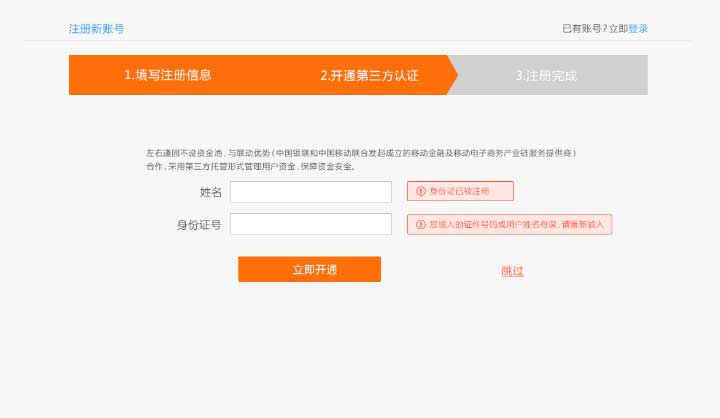 注册新账号
已有账号?立即登录
1.填写注册信息
2.开通第三方认证
3.注册完成
左右逢园不设资金池，与联动优势(中国银联和中国移动联合发起成立的移动金融及移动电子商务产业链服务提供商)
合作，采用第三方托管形式管理用户资金，保障资金安全。
姓名
身份证已被注册
身份证号
您输入的证件号码或用户姓名有误，请重新输入
立即开通
跳过